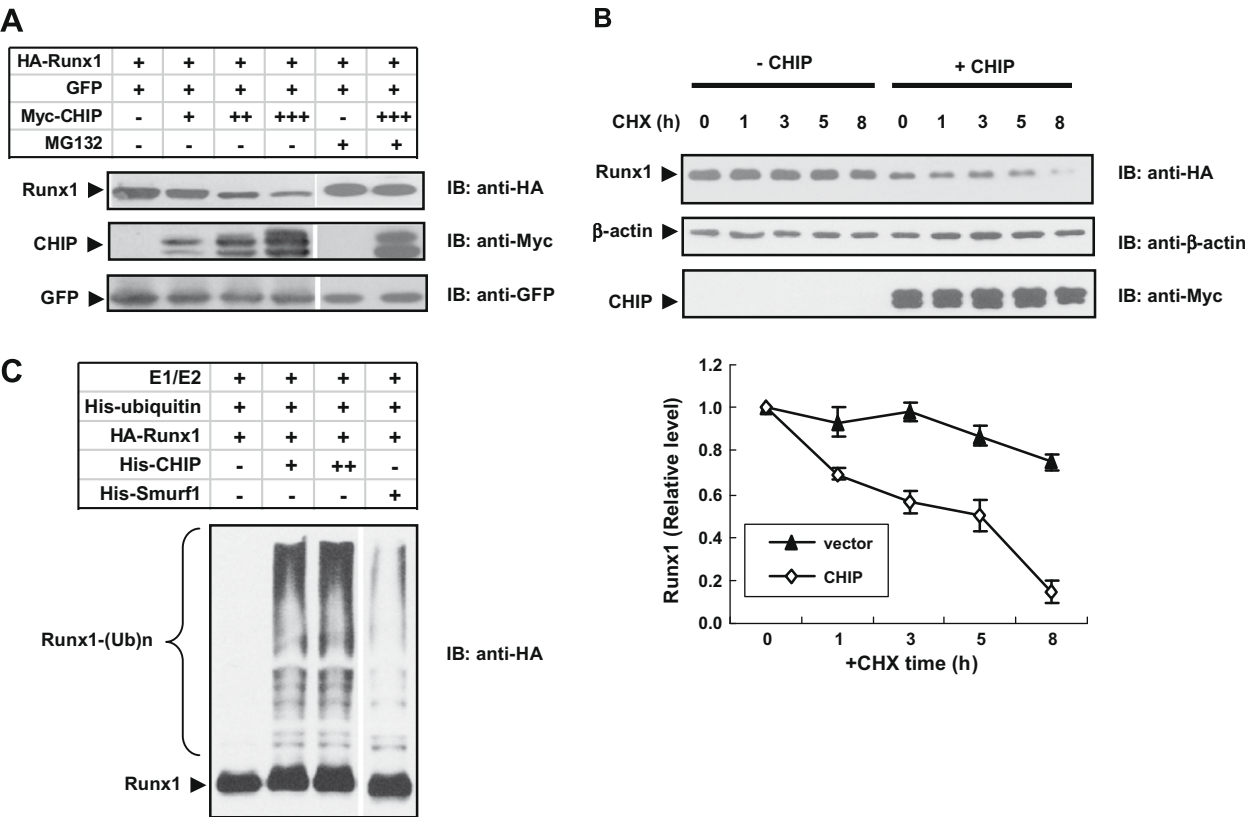 A
HA-Runx1 + + + + + +
GFP + + + + + +
Myc-CHIP - + ++ +++ - +++
MG132 - - - - + +
Runx1 IB: anti-HA
CHIP IB: anti-Myc
GFP IB: anti-GFP
B
- CHIP + CHIP
CHX (h) 0 1 3 5 8 0 1 3 5 8
Runx1 IB: anti-HA
β-actin IB: anti-β-actin
CHIP IB: anti-Myc
1.2
1.0
0.8
0.6
0.4
0.2
0.0
Runx1 (Relative level)
vector
CHIP
0 1 3 5 8
+CHX time (h)
C
E1/E2 + + + +
His-ubiquitin + + + +
HA-Runx1 + + + +
His-CHIP - + ++ -
His-Smurf1 - - - +
Runx1-(Ub)n
IB: anti-HA
Runx1